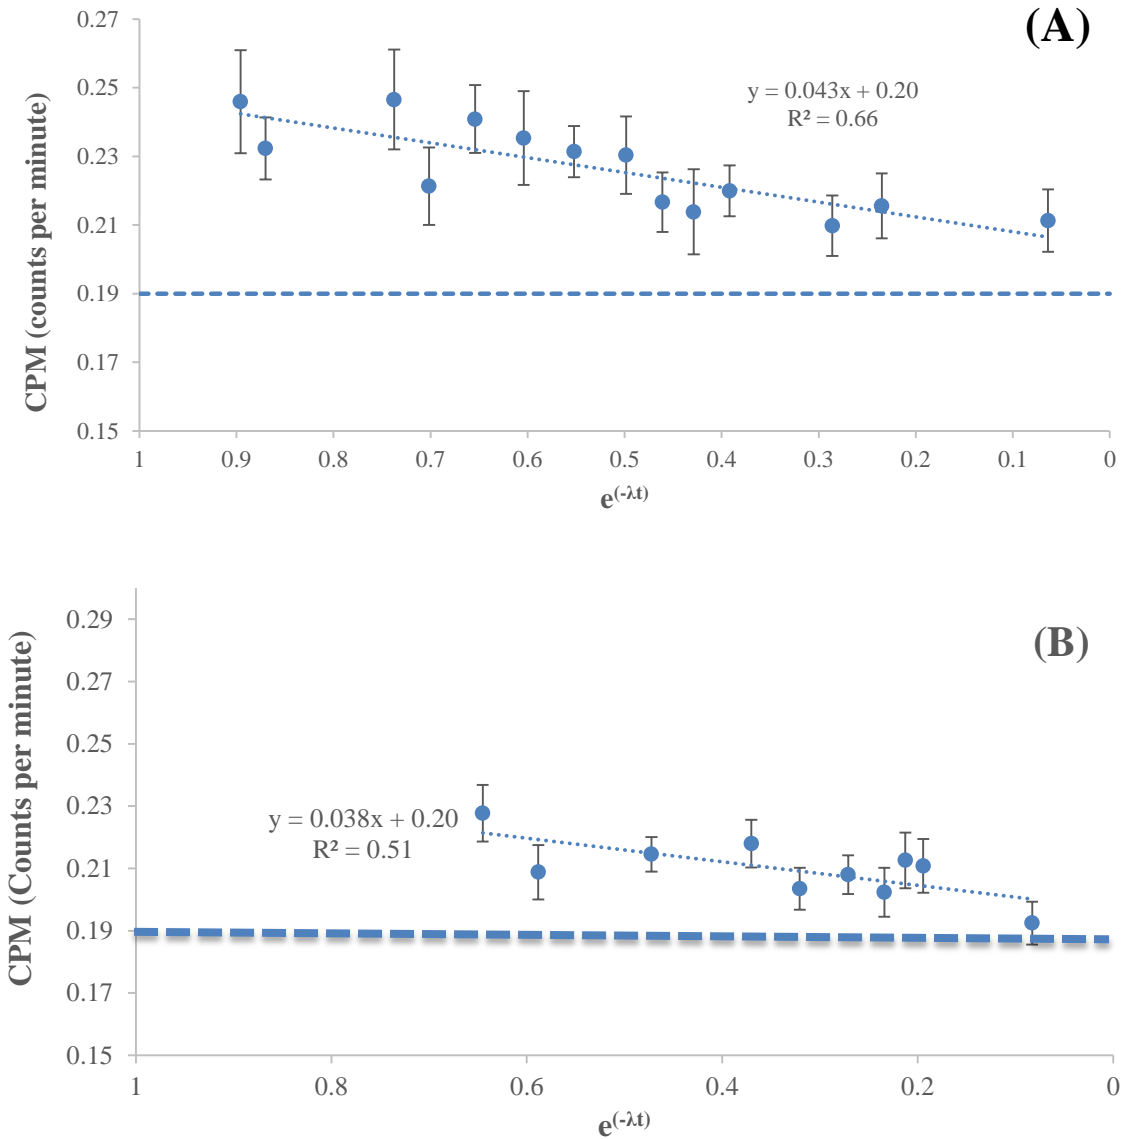 (A)
CPM (counts per minute)
0.27
0.25
0.23
0.21
0.19
0.17
0.15
y = 0.043x + 0.20
R² = 0.66
1 0.9 0.8 0.7 0.6 0.5 0.4 0.3 0.2 0.1 0
e(-λt)
(B)
CPM (Counts per minute)
0.29
0.27
0.25
0.23
0.21
0.19
0.17
0.15
y = 0.038x + 0.20
R² = 0.51
1 0.8 0.6 0.4 0.2 0
e(-λt)